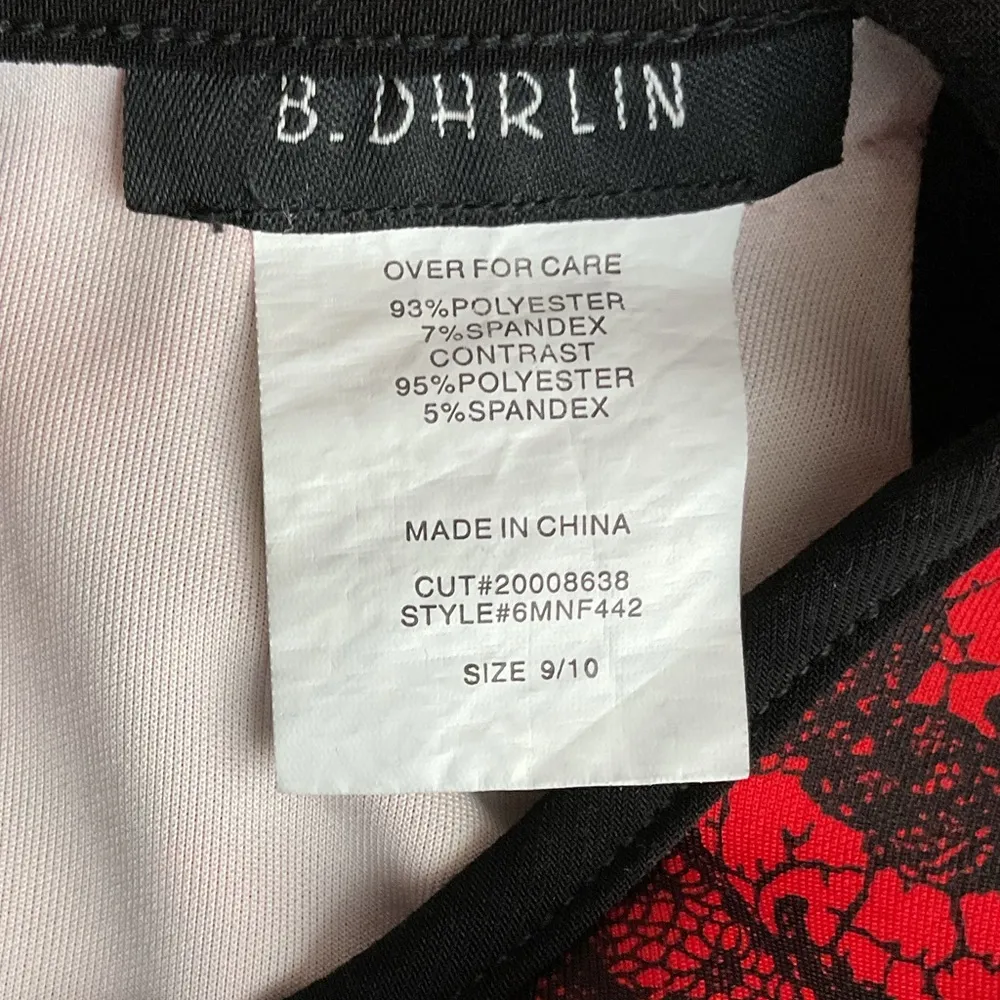 B. DARLIN
OVER FOR CARE
93%POLYESTER
7%SPANDEX
CONTRAST
95%POLYESTER
5%SPANDEX
MADE IN CHINA
CUT#20008638
STYLE#6MNF442
SIZE 9/10